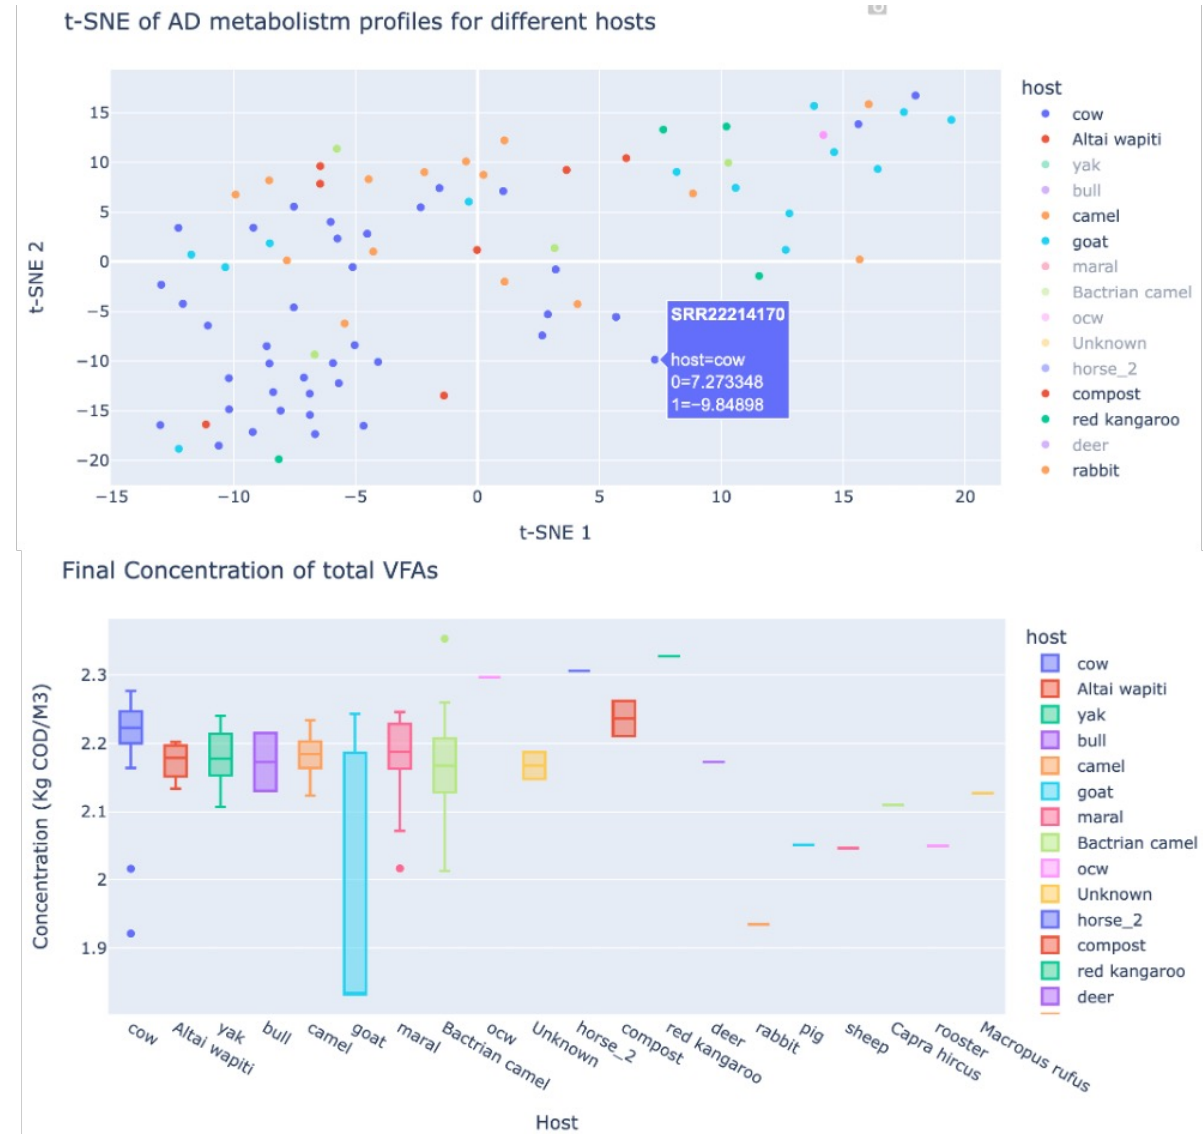 t-SNE of AD metabolistm profiles for different hosts
host
cow
Altai wapiti
yak
bull
camel
goat
maral
Bactrian camel
ocw
Unknown
horse_2
compost
red kangaroo
deer
rabbit
t-SNE 2
15
10
5
0
−5
−10
−15
−20
SRR22214170
host=cow
0=7.273348
1=−9.84898
−15 −10 −5 0 5 10 15 20
t-SNE 1
Final Concentration of total VFAs
host
cow
Altai wapiti
yak
bull
camel
goat
maral
Bactrian camel
ocw
Unknown
horse_2
compost
red kangaroo
deer
Concentration (Kg COD/M3)
2.3
2.2
2.1
2
1.9
cow
Altai wapiti
yak
bull
camel
goat
maral
Bactrian camel
ocw
Unknown
horse_2
compost
red kangaroo
deer
rabbit
pig
sheep
Capra hircus
rooster
Macropus rufus
Host